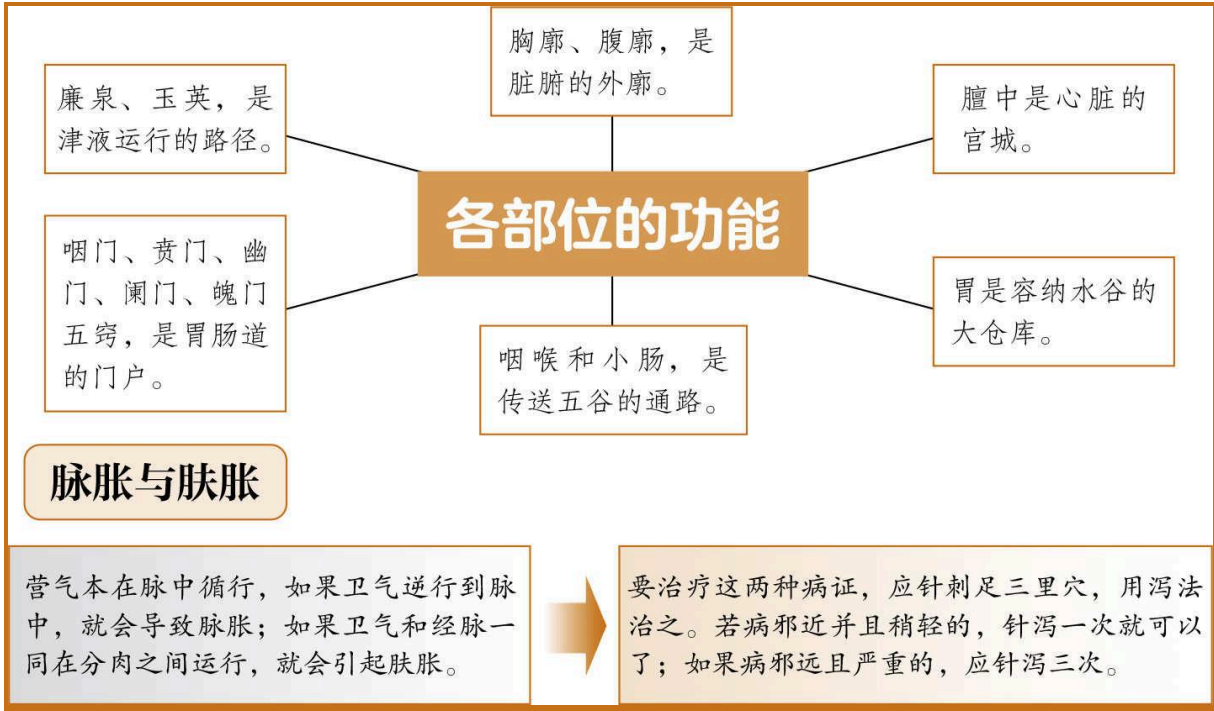 胸廓、腹廓，是
脏腑的外廓。
廉泉、玉英，是
津液运行的路径。
膻中是心脏的
宫城。
各部位的功能
咽门、贲门、幽
门、阑门、魄门
五窍，是胃肠道
的门户。
胃是容纳水谷的
大仓库。
咽喉和小肠，是
传送五谷的通路。
脉胀与肤胀
营气本在脉中循行，如果卫气逆行到脉
中，就会导致脉胀；如果卫气和经脉一
同在分肉之间运行，就会引起肤胀。
要治疗这两种病证，应针刺足三里穴，用泻法
治之。若病邪近并且稍轻的，针泻一次就可以
了；如果病邪远且严重的，应针泻三次。